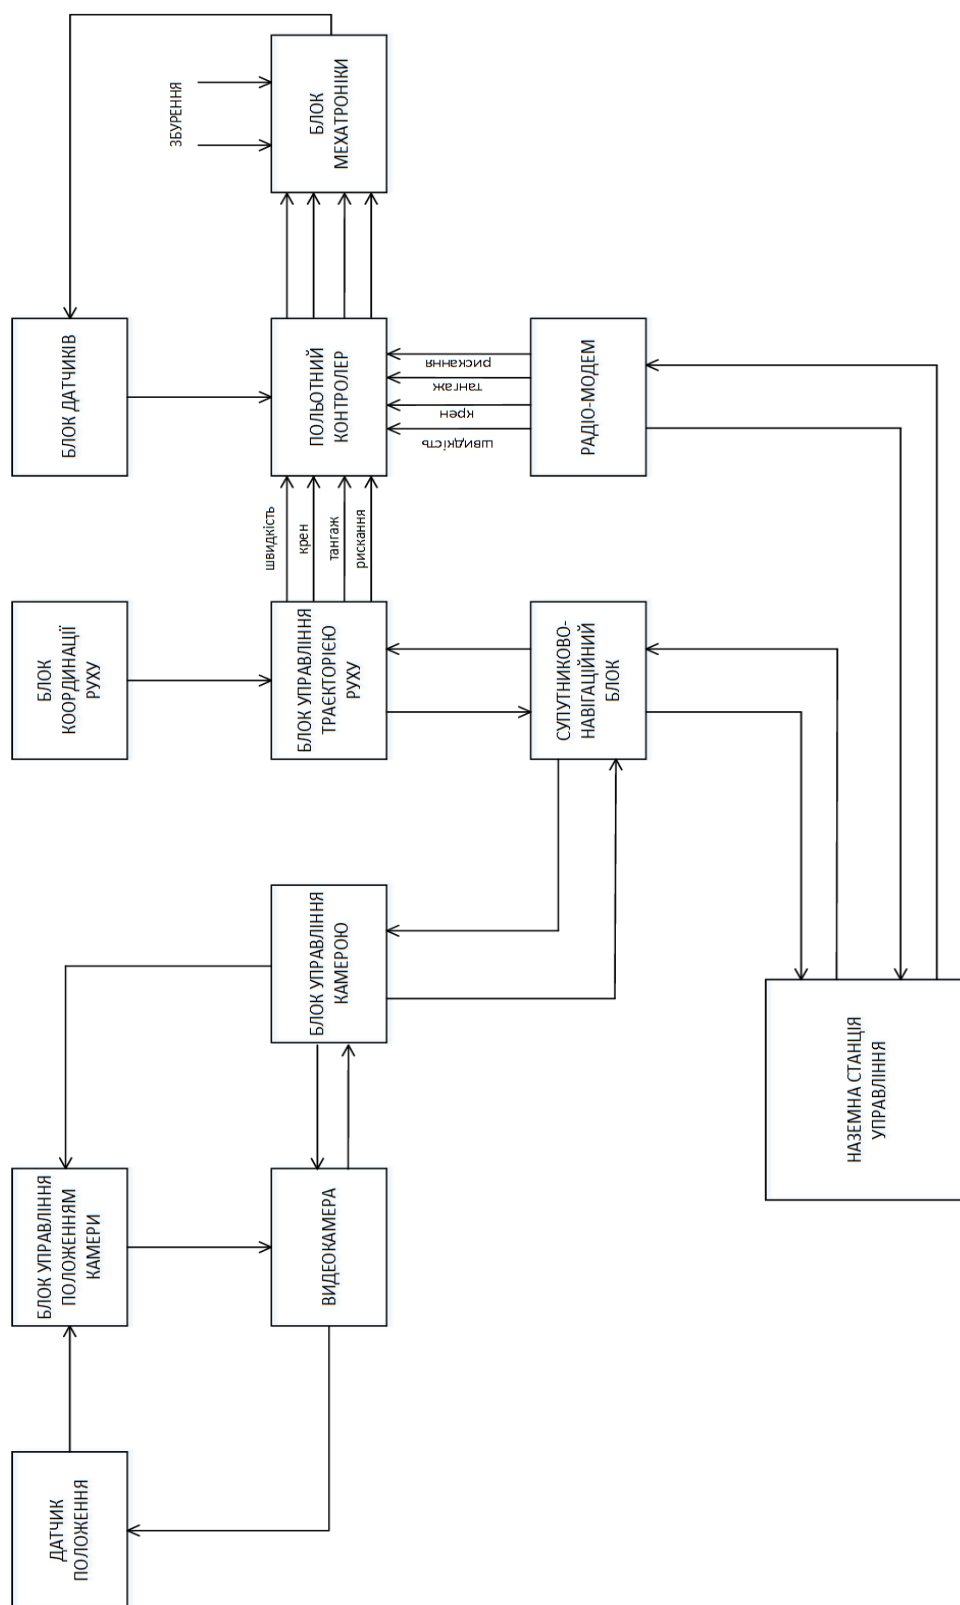 ДАТЧИК
ПОЛОЖЕННЯ
БЛОК УПРАВЛІННЯ
ПОЛОЖЕННЯМ
КАМЕРИ
БЛОК
КООРДИНАЦІЇ
РУХУ
БЛОК ДАТЧИКІВ
ЗБУРЕННЯ
ВИДЕОКАМЕРА
БЛОК УПРАВЛІННЯ
КАМЕРОЮ
БЛОК УПРАВЛІННЯ
ТРАЄКТОРІЄЮ
РУХУ
швидкість
крен
тангаж
рискання
ПОЛЬОТНИЙ
КОНТРОЛЕР
БЛОК
МЕХАТРОНІКИ
швидкість
крен
тангаж
рискання
СУПУТНИКОВО-
НАВІГАЦІЙНИЙ
БЛОК
РАДІО-МОДЕМ
НАЗЕМНА СТАНЦІЯ
УПРАВЛІННЯ